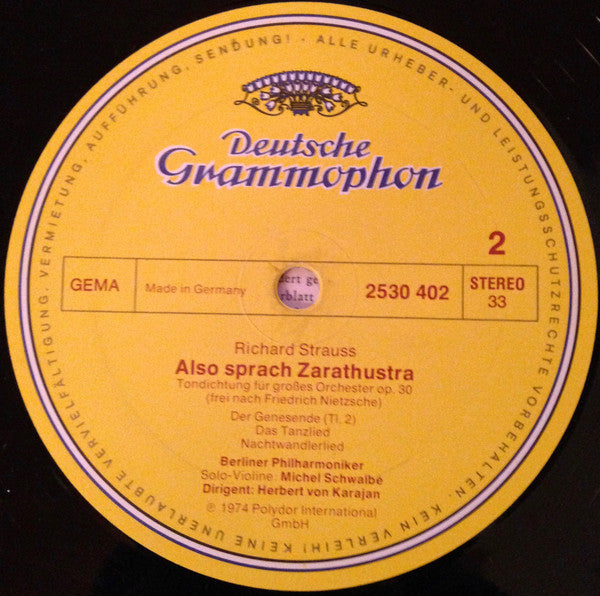 ALLE URHEBER- UND LEISTUNGSSCHUTZRECHTE VORBEHALTEN · KEIN VERLEIH! KEINE UNERLAUBTE VERVIELFÄLTIGUNG, VERMIETUNG, AUFFÜHRUNG, SENDUNG! ·
Deutsche
Grammophon
2
GEMA
Made in Germany
dert ge
rblatt
2530 402
STEREO
33
Richard Strauss
Also sprach Zarathustra
Tondichtung für großes Orchester op. 30
(frei nach Friedrich Nietzsche)
Der Genesende (Tl. 2)
Das Tanzlied
Nachtwandlerlied
Berliner Philharmoniker
Solo-Violine: Michel Schwalbé
Dirigent: Herbert von Karajan
℗ 1974 Polydor International
GmbH